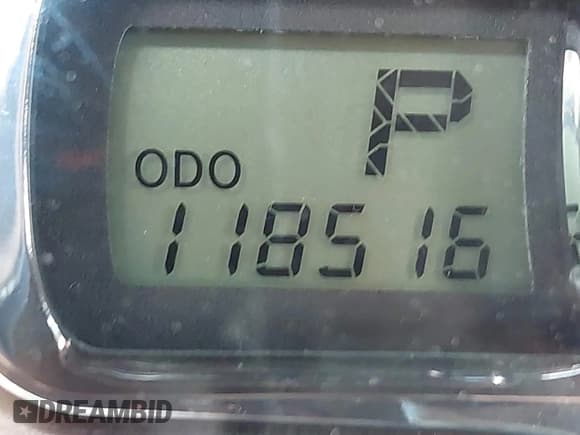 P
ODO
118516
DREAMBID